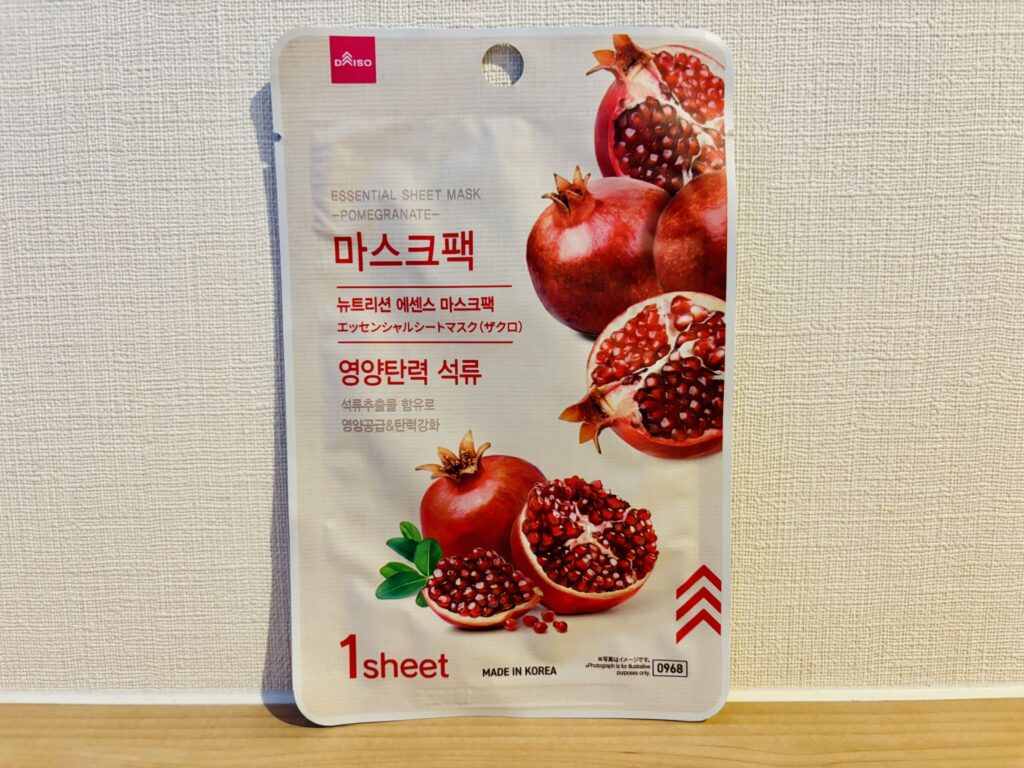 DAISO
ESSENTIAL SHEET MASK
-POMEGRANATE-
마스크팩
뉴트리션 에센스 마스크팩
エッセンシャルシートマスク(ザクロ)
영양탄력 석류
석류추출물 함유로
영양공급&탄력강화
1sheet
MADE IN KOREA
※写真はイメージです。
*Photograph is for illustrative
purposes only.
0968